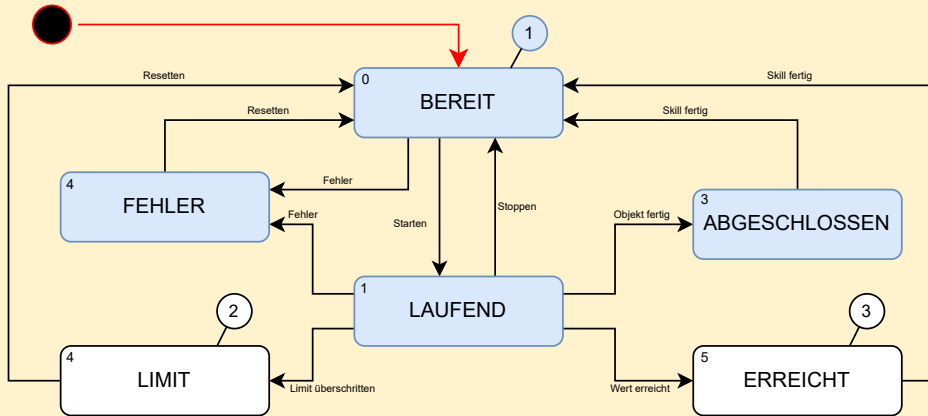 1
Resetten
0
BEREIT
Skill fertig
Resetten
Skill fertig
4
FEHLER
Fehler
Fehler
Starten
Stoppen
Objekt fertig
3
ABGESCHLOSSEN
1
LAUFEND
2
3
4
LIMIT
Limit überschritten
Wert erreicht
5
ERREICHT